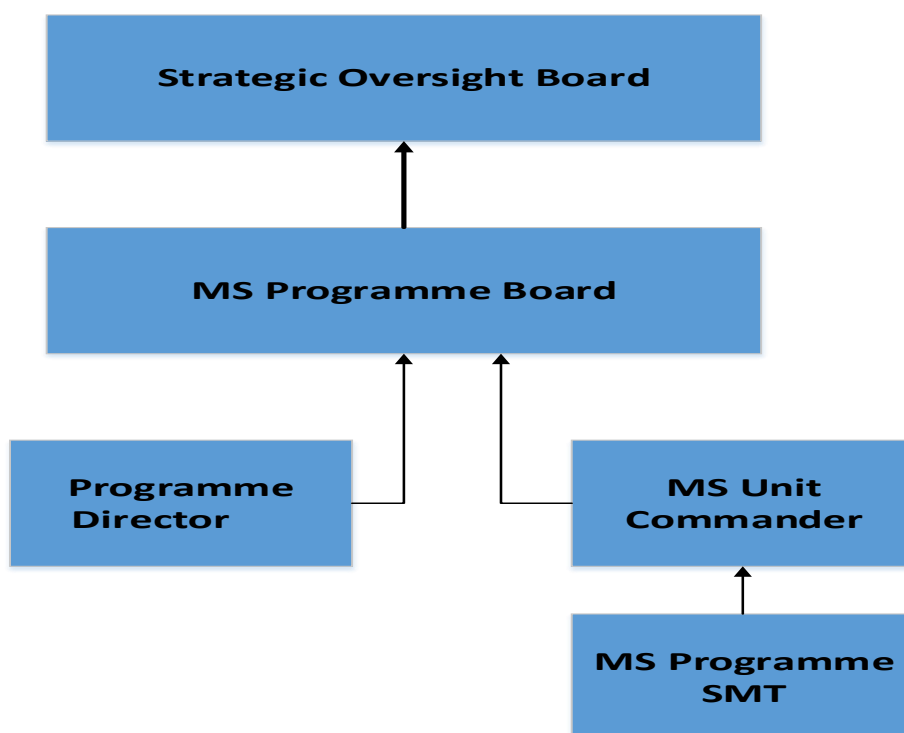 Strategic Oversight Board
MS Programme Board
Programme
Director
MS Unit
Commander
MS Programme
SMT